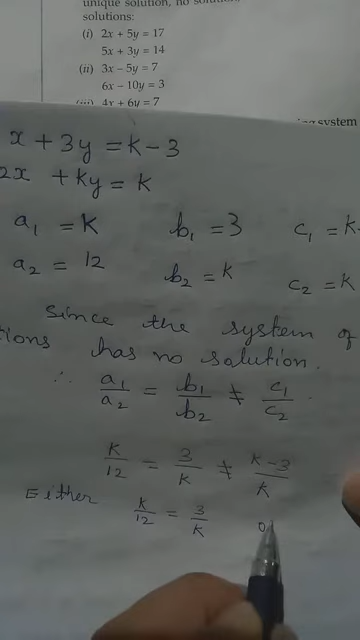 unique solution, no solution,
solutions:
(i) 2x + 5y = 17
5x + 3y = 14
(ii) 3x − 5y = 7
6x − 10y = 3
(iii) 4x + 6y = 7
system
x + 3y = k − 3
2x + ky = k
a₁ = k b₁ = 3 c₁ = k-
a₂ = 12 b₂ = k c₂ = k
Since the system of
tions has no solution.
∴ a₁/a₂ = b₁/b₂ ≠ c₁/c₂.
k/12 = 3/k ≠ k-3/k
Either k/12 = 3/k o